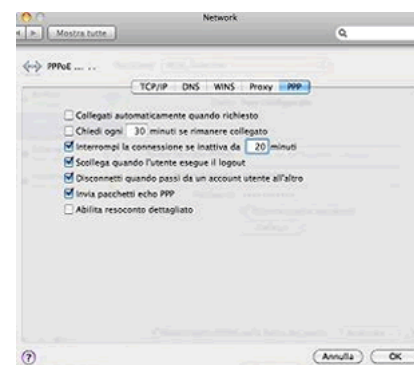 Network
Mostra tutte
PPPoE ... ..
TCP/IP DNS WINS Proxy PPP
Collegati automaticamente quando richiesto
Chiedi ogni 30 minuti se rimanere collegato
Interrompi la connessione se inattiva da 20 minuti
Scollega quando l'utente esegue il logout
Disconnetti quando passi da un account utente all'altro
Invia pacchetti echo PPP
Abilita resoconto dettagliato
? Annulla OK